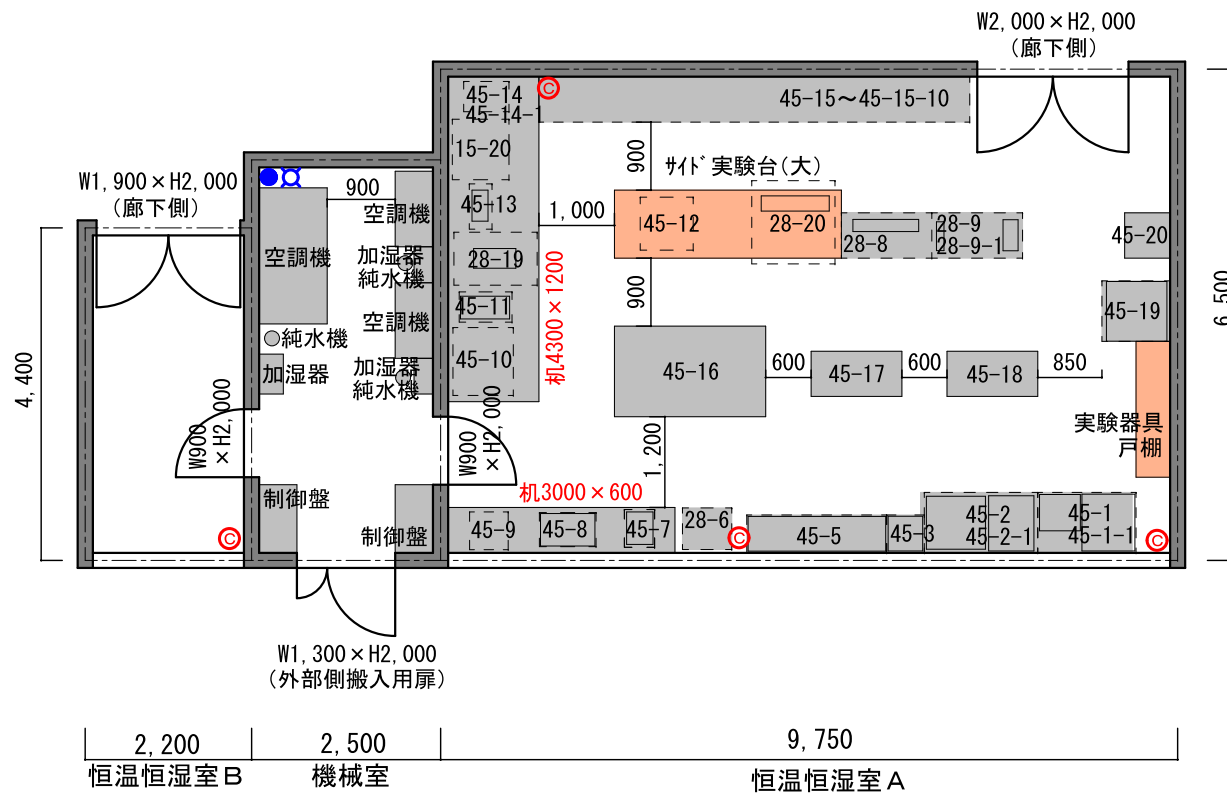 W2,000×H2,000
(廊下側)
45-14
45-14-1
©
45-15～45-15-10
15-20
900
W1,900×H2,000
(廊下側)
900
サイド実験台(大)
空調機
45-13
1,000
45-12
28-20
28-8
28-9
28-9-1
45-20
空調機
加湿器
純水機
28-19
机4300×1200
900
45-19
6,500
45-11
空調機
純水機
4,400
加湿器
加湿器
純水機
45-10
45-16
600
45-17
600
45-18
850
W900
×H2,000
W900
×H2,000
1,200
実験器具
戸棚
机3000×600
制御盤
制御盤
©
45-9
45-8
45-7
28-6
©
45-5
45-3
45-2
45-2-1
45-1
45-1-1
©
W1,300×H2,000
(外部側搬入用扉)
2,200
2,500
9,750
恒温恒湿室B
機械室
恒温恒湿室A